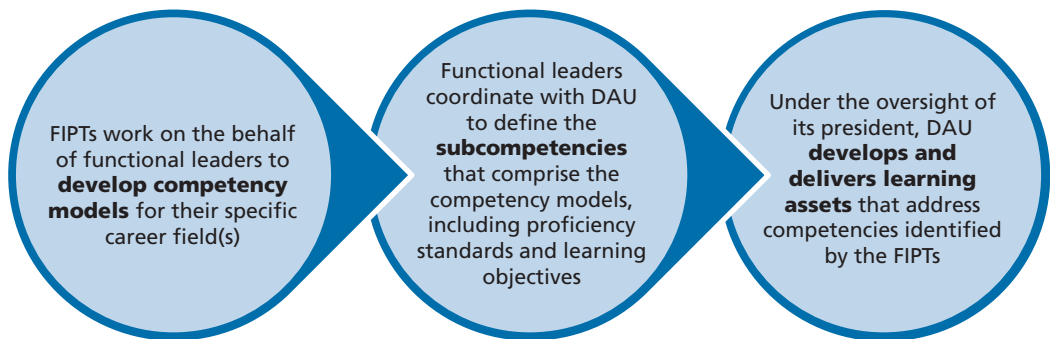 FIPTs work on the behalf
of functional leaders to
develop competency
models for their specific
career field(s)
Functional leaders
coordinate with DAU
to define the
subcompetencies
that comprise the
competency models,
including proficiency
standards and learning
objectives
Under the oversight of
its president, DAU
develops and
delivers learning
assets that address
competencies identified
by the FIPTs